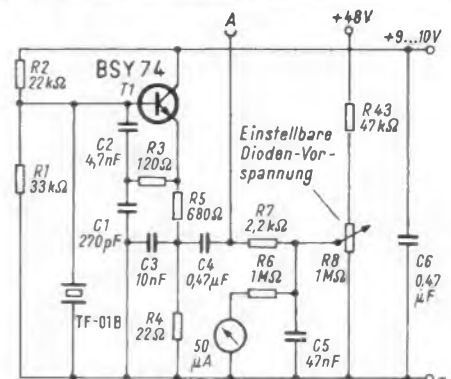 A
+48V
+9...10V
R2
22kΩ
BSY 74
T1
R43
47kΩ
C2
4,7nF
R3
120Ω
Einstellbare
Dioden-Vor-
spannung
R1
33kΩ
R5
680Ω
R7
2,2kΩ
C1
270pF
C3
10nF
C4
0,47µF
R6
1MΩ
R8
1MΩ
C6
0,47
µF
TF-01B
R4
22Ω
50
µA
C5
47nF
-